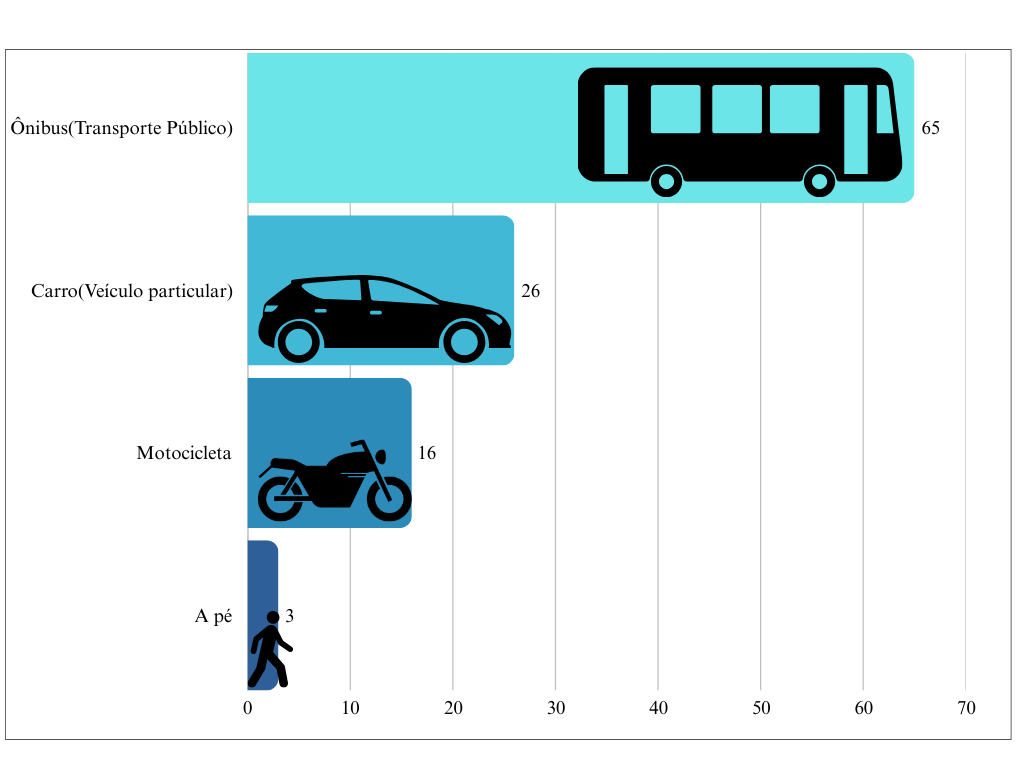 Ônibus(Transporte Público)
65
Carro(Veículo particular)
26
Motocicleta
16
A pé
3
0 10 20 30 40 50 60 70